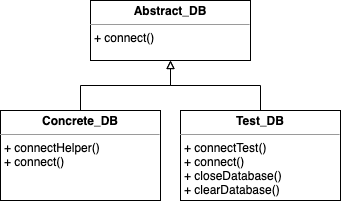 Abstract_DB
+ connect()
Concrete_DB
+ connectHelper()
+ connect()
Test_DB
+ connectTest()
+ connect()
+ closeDatabase()
+ clearDatabase()